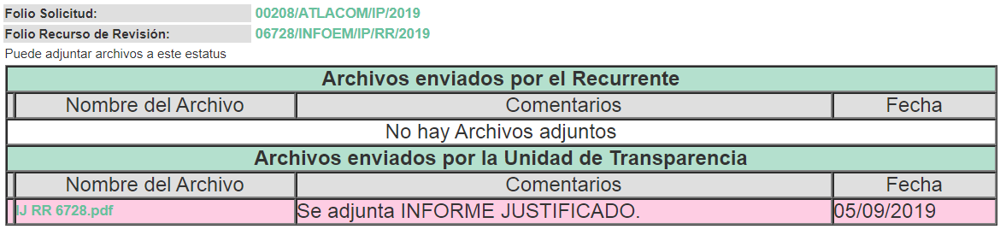 Folio Solicitud: 00208/ATLACOM/IP/2019
Folio Recurso de Revisión: 06728/INFOEM/IP/RR/2019
Puede adjuntar archivos a este estatus
Archivos enviados por el Recurrente
Nombre del Archivo Comentarios Fecha
No hay Archivos adjuntos
Archivos enviados por la Unidad de Transparencia
Nombre del Archivo Comentarios Fecha
IJ RR 6728.pdf Se adjunta INFORME JUSTIFICADO. 05/09/2019